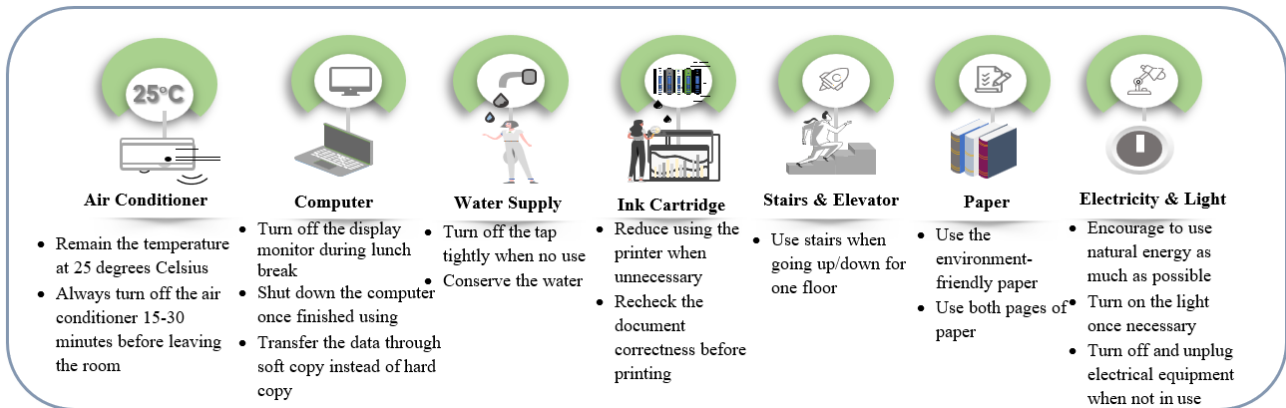 25°C
Air Conditioner
• Remain the temperature
at 25 degrees Celsius
• Always turn off the air
conditioner 15-30
minutes before leaving
the room
Computer
• Turn off the display
monitor during lunch
break
• Shut down the computer
once finished using
• Transfer the data through
soft copy instead of hard
copy
Water Supply
• Turn off the tap
tightly when no use
• Conserve the water
Ink Cartridge
• Reduce using the
printer when
unnecessary
• Recheck the
document
correctness before
printing
Stairs & Elevator
• Use stairs when
going up/down for
one floor
Paper
• Use the
environment-
friendly paper
• Use both pages of
paper
Electricity & Light
• Encourage to use
natural energy as
much as possible
• Turn on the light
once necessary
• Turn off and unplug
electrical equipment
when not in use